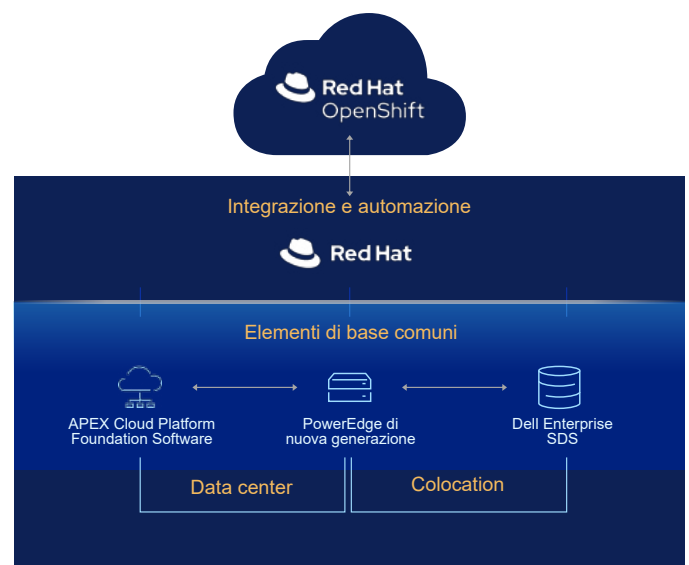 Red Hat
OpenShift
Integrazione e automazione
Red Hat
Elementi di base comuni
APEX Cloud Platform
Foundation Software
PowerEdge di
nuova generazione
Dell Enterprise
SDS
Data center
Colocation